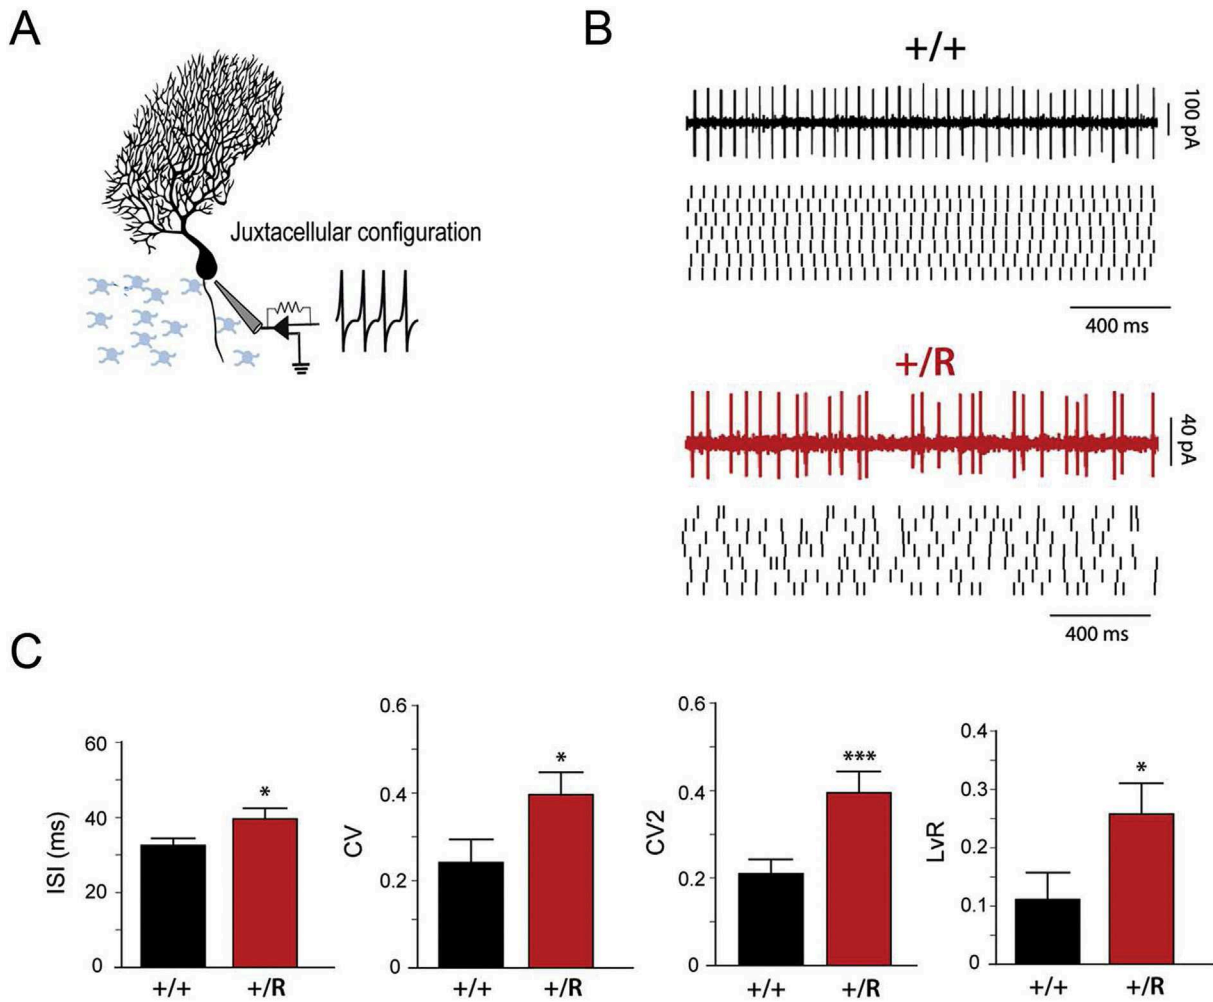 A
Juxtacellular configuration
B
+/+
100 pA
400 ms
+/R
40 pA
400 ms
C
ISI (ms)
60
40
20
0
*
+/+
+/R
CV
0.6
0.4
0.2
0
*
+/+
+/R
CV2
0.6
0.4
0.2
0
***
+/+
+/R
LvR
0.4
0.3
0.2
0.1
0
*
+/+
+/R